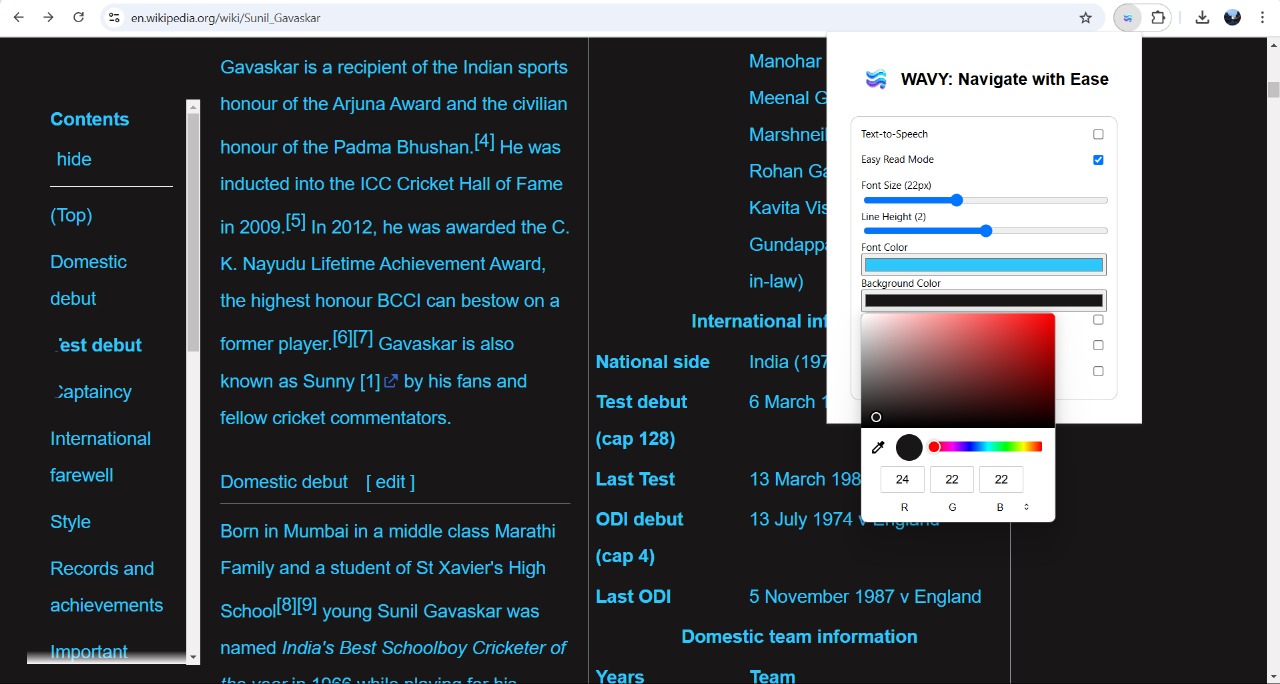 en.wikipedia.org/wiki/Sunil_Gavaskar
Contents
hide
(Top)
Domestic
debut
Test debut
Captaincy
International
farewell
Style
Records and
achievements
Important
Gavaskar is a recipient of the Indian sports
honour of the Arjuna Award and the civilian
honour of the Padma Bhushan.[4] He was
inducted into the ICC Cricket Hall of Fame
in 2009.[5] In 2012, he was awarded the C.
K. Nayudu Lifetime Achievement Award,
the highest honour BCCI can bestow on a
former player.[6][7] Gavaskar is also
known as Sunny [1] by his fans and
fellow cricket commentators.
Domestic debut [ edit ]
Born in Mumbai in a middle class Marathi
Family and a student of St Xavier's High
School[8][9] young Sunil Gavaskar was
named India's Best Schoolboy Cricketer of
the year in 1966 while playing for his
Manohar
Meenal G
Marshneil
Rohan Ga
Kavita Vis
Gundappa
in-law)
International inf
National side India (197
Test debut 6 March 1
(cap 128)
Last Test 13 March 198
ODI debut 13 July 1974 v England
(cap 4)
Last ODI 5 November 1987 v England
Domestic team information
Years Team
WAVY: Navigate with Ease
Text-to-Speech
Easy Read Mode
Font Size (22px)
Line Height (2)
Font Color
Background Color
24 22 22
R G B